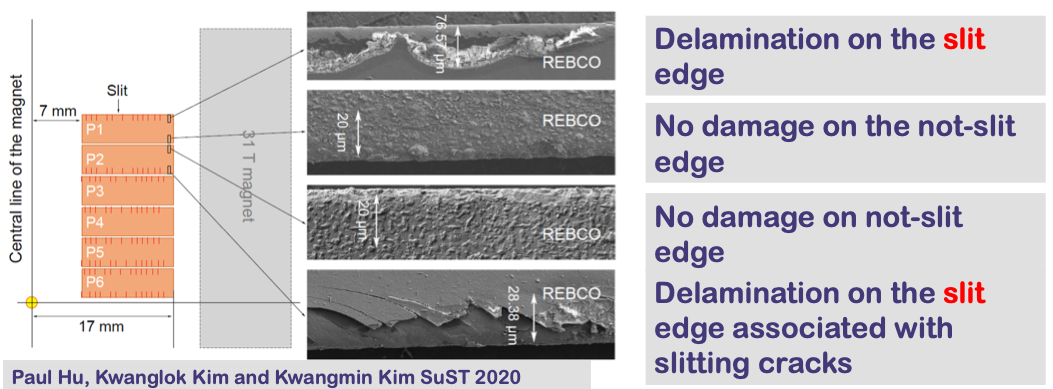 Central line of the magnet
7 mm
Slit
P1
P2
P3
P4
P5
P6
17 mm
31 T magnet
76.57 µm
REBCO
20 µm
REBCO
20 µm
REBCO
28.38 µm
REBCO
Delamination on the slit
edge
No damage on the not-slit
edge
No damage on not-slit
edge
Delamination on the slit
edge associated with
slitting cracks
Paul Hu, Kwanglok Kim and Kwangmin Kim SuST 2020